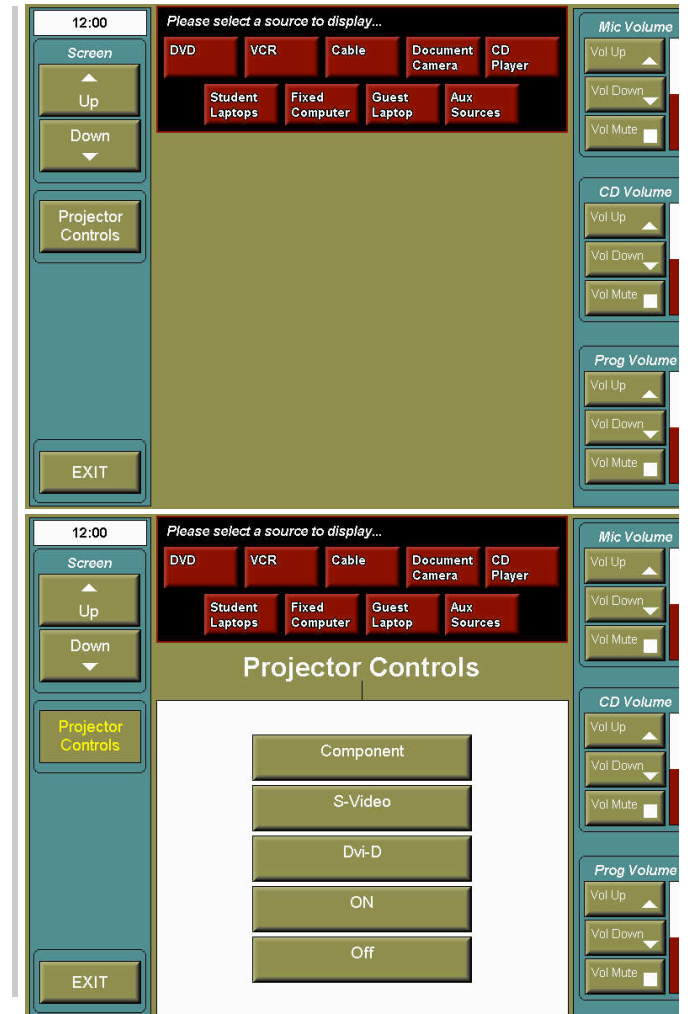 12:00
Screen
Up
Down
Projector
Controls
EXIT
Please select a source to display...
DVD
VCR
Cable
Document
Camera
CD
Player
Student
Laptops
Fixed
Computer
Guest
Laptop
Aux
Sources
Mic Volume
Vol Up
Vol Down
Vol Mute
CD Volume
Vol Up
Vol Down
Vol Mute
Prog Volume
Vol Up
Vol Down
Vol Mute
12:00
Screen
Up
Down
Projector
Controls
EXIT
Please select a source to display...
DVD
VCR
Cable
Document
Camera
CD
Player
Student
Laptops
Fixed
Computer
Guest
Laptop
Aux
Sources
Projector Controls
Component
S-Video
Dvi-D
ON
Off
Mic Volume
Vol Up
Vol Down
Vol Mute
CD Volume
Vol Up
Vol Down
Vol Mute
Prog Volume
Vol Up
Vol Down
Vol Mute